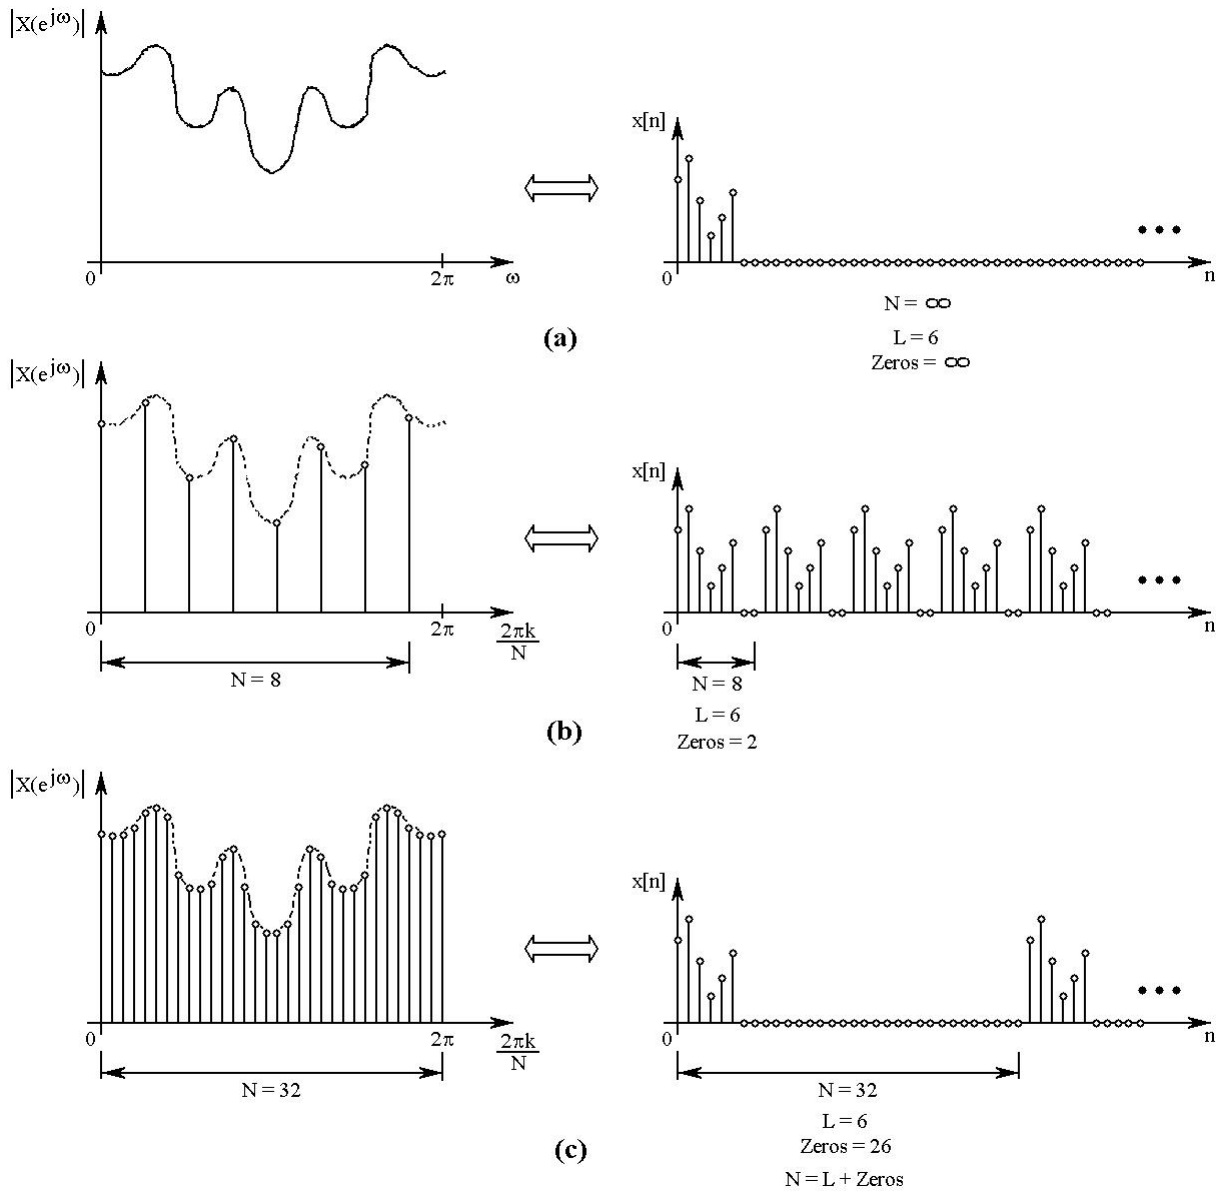 |X(e^jω)|
0
2π
ω
x[n]
0
n
N = ∞
L = 6
Zeros = ∞
(a)
|X(e^jω)|
0
2π
2πk
N
N = 8
x[n]
0
n
N = 8
L = 6
Zeros = 2
(b)
|X(e^jω)|
0
2π
2πk
N
N = 32
x[n]
0
n
N = 32
L = 6
Zeros = 26
N = L + Zeros
(c)